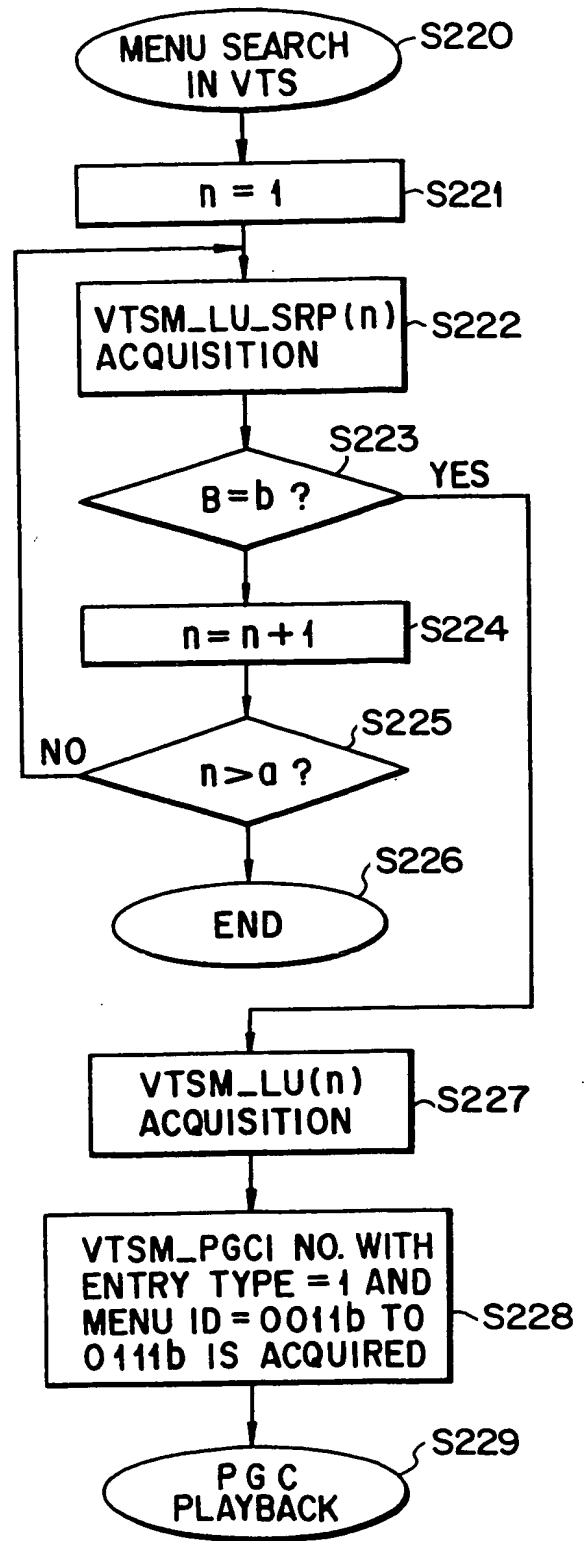 MENU SEARCH
IN VTS
S220
n = 1
S221
VTSM_LU_SRP(n)
ACQUISITION
S222
S223
B=b ?
YES
n=n+1
S224
S225
NO
n>a ?
S226
END
VTSM_LU(n)
ACQUISITION
S227
VTSM_PGCI NO. WITH
ENTRY TYPE =1 AND
MENU ID=0011b TO
0111b IS ACQUIRED
S228
S229
PGC
PLAYBACK